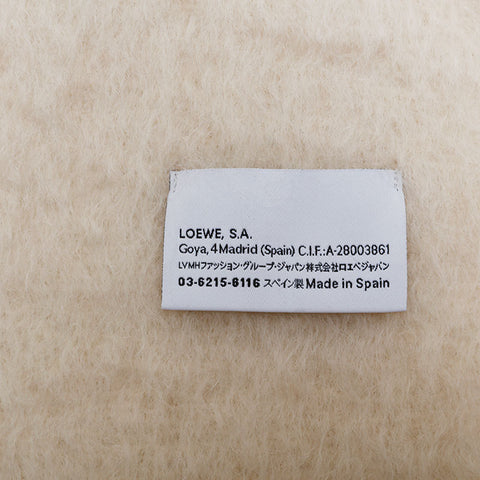 LOEWE, S.A.
Goya, 4 Madrid (Spain) C.I.F.: A-28003861
LVMHファッション・グループ・ジャパン株式会社ロエベジャパン
03-6215-6116 スペイン製 Made in Spain